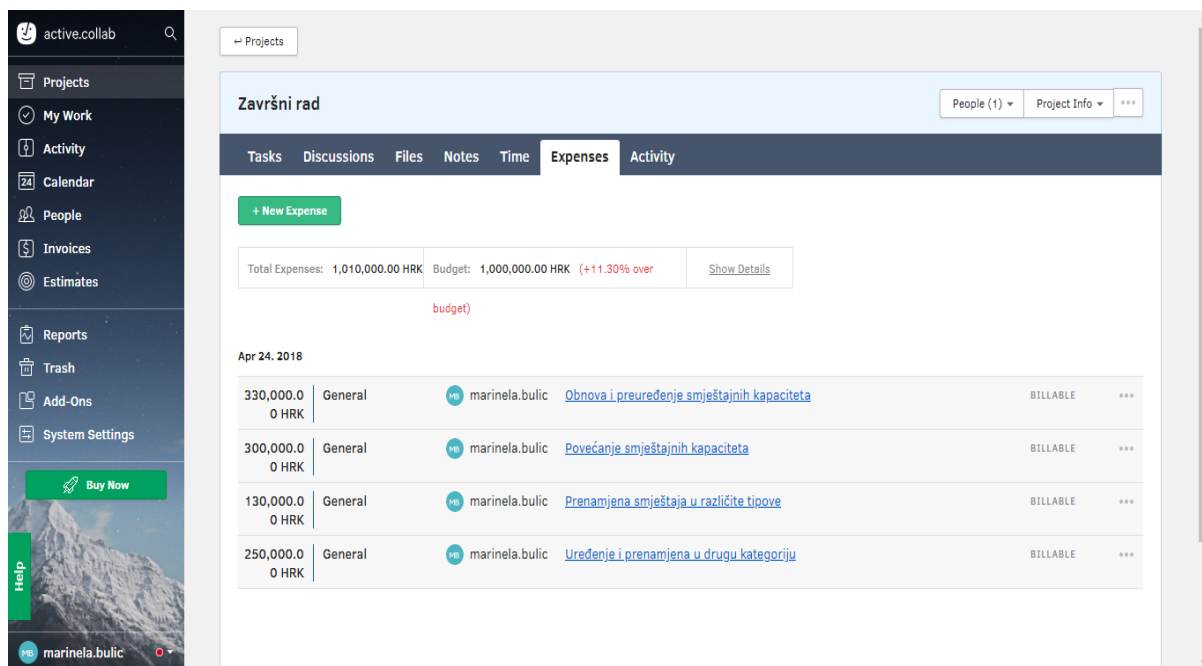 active.collab
Projects
My Work
Activity
24 Calendar
People
Invoices
Estimates
Reports
Trash
Add-Ons
System Settings
Buy Now
Help
MB marinela.bulic
↩ Projects
Završni rad
People (1) Project Info
Tasks Discussions Files Notes Time Expenses Activity
+ New Expense
Total Expenses: 1,010,000.00 HRK Budget: 1,000,000.00 HRK (+11.30% over Show Details
budget)
Apr 24. 2018
330,000.0 General MB marinela.bulic Obnova i preuređenje smještajnih kapaciteta BILLABLE
0 HRK
300,000.0 General MB marinela.bulic Povećanje smještajnih kapaciteta BILLABLE
0 HRK
130,000.0 General MB marinela.bulic Prenamjena smještaja u različite tipove BILLABLE
0 HRK
250,000.0 General MB marinela.bulic Uređenje i prenamjena u drugu kategoriju BILLABLE
0 HRK